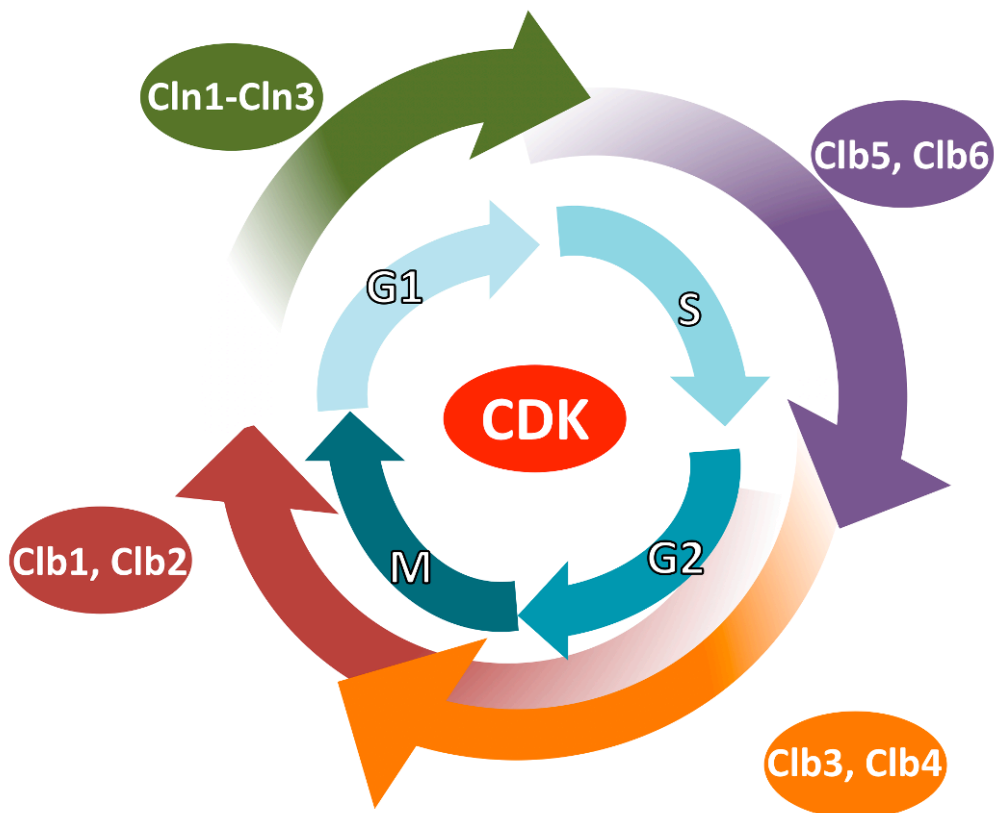 Cln1-Cln3
Clb5, Clb6
G1
S
CDK
Clb1, Clb2
M
G2
Clb3, Clb4